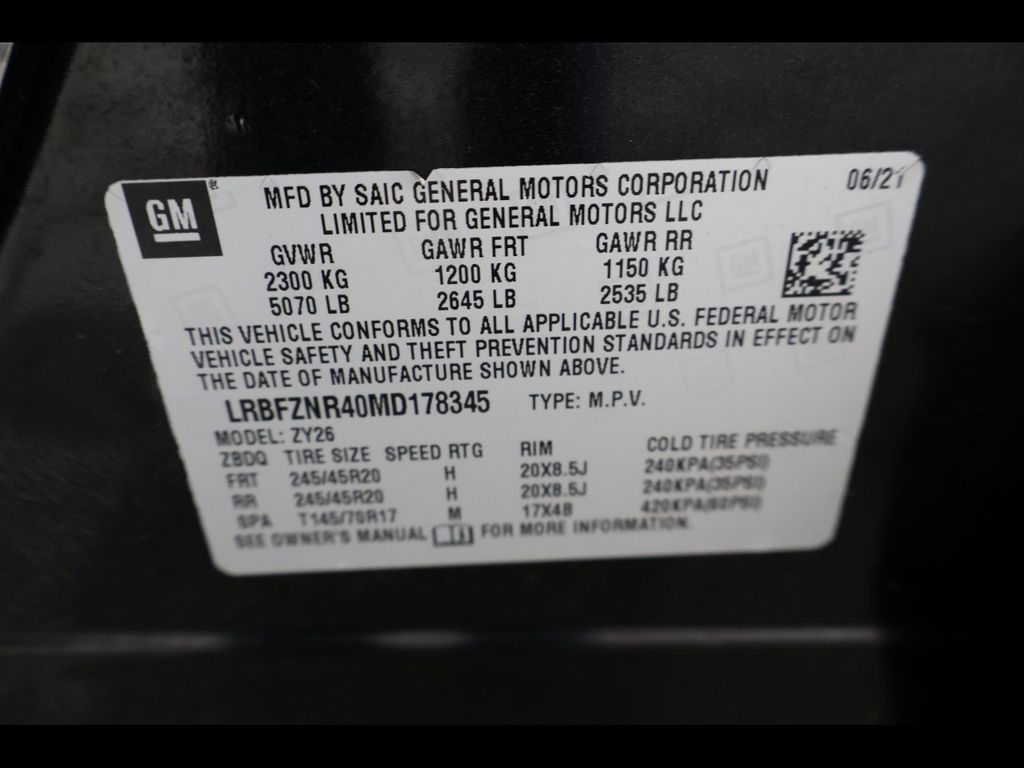 GM ® MFD BY SAIC GENERAL MOTORS CORPORATION 06/21
LIMITED FOR GENERAL MOTORS LLC
GVWR GAWR FRT GAWR RR
2300 KG 1200 KG 1150 KG
5070 LB 2645 LB 2535 LB
THIS VEHICLE CONFORMS TO ALL APPLICABLE U.S. FEDERAL MOTOR
VEHICLE SAFETY AND THEFT PREVENTION STANDARDS IN EFFECT ON
THE DATE OF MANUFACTURE SHOWN ABOVE.
LRBFZNR40MD178345 TYPE: M.P.V.
MODEL: ZY26
ZBDQ TIRE SIZE SPEED RTG RIM COLD TIRE PRESSURE
FRT 245/45R20 H 20X8.5J 240KPA(35PSI)
RR 245/45R20 H 20X8.5J 240KPA(35PSI)
SPA T145/70R17 M 17X4B 420KPA(60PSI)
SEE OWNER'S MANUAL FOR MORE INFORMATION.